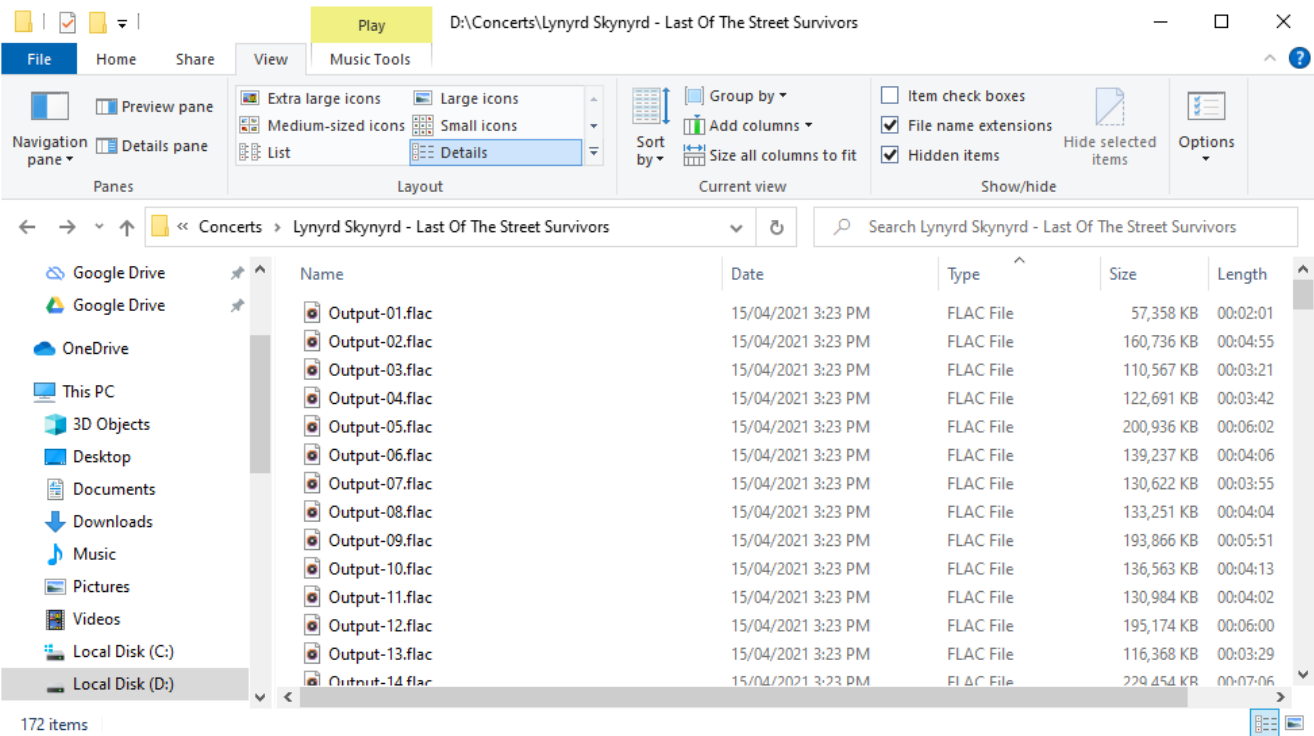 Play D:\Concerts\Lynyrd Skynyrd - Last Of The Street Survivors
File Home Share View Music Tools ?
Navigation pane
Preview pane
Details pane
Panes
Extra large icons Large icons
Medium-sized icons Small icons
List Details
Layout
Sort by
Group by
Add columns
Size all columns to fit
Current view
Item check boxes
File name extensions
Hidden items
Hide selected items
Show/hide
Options
« Concerts > Lynyrd Skynyrd - Last Of The Street Survivors
Search Lynyrd Skynyrd - Last Of The Street Survivors
Google Drive
Google Drive
OneDrive
This PC
3D Objects
Desktop
Documents
Downloads
Music
Pictures
Videos
Local Disk (C:)
Local Disk (D:)
Name Date Type Size Length
Output-01.flac 15/04/2021 3:23 PM FLAC File 57,358 KB 00:02:01
Output-02.flac 15/04/2021 3:23 PM FLAC File 160,736 KB 00:04:55
Output-03.flac 15/04/2021 3:23 PM FLAC File 110,567 KB 00:03:21
Output-04.flac 15/04/2021 3:23 PM FLAC File 122,691 KB 00:03:42
Output-05.flac 15/04/2021 3:23 PM FLAC File 200,936 KB 00:06:02
Output-06.flac 15/04/2021 3:23 PM FLAC File 139,237 KB 00:04:06
Output-07.flac 15/04/2021 3:23 PM FLAC File 130,622 KB 00:03:55
Output-08.flac 15/04/2021 3:23 PM FLAC File 133,251 KB 00:04:04
Output-09.flac 15/04/2021 3:23 PM FLAC File 193,866 KB 00:05:51
Output-10.flac 15/04/2021 3:23 PM FLAC File 136,563 KB 00:04:13
Output-11.flac 15/04/2021 3:23 PM FLAC File 130,984 KB 00:04:02
Output-12.flac 15/04/2021 3:23 PM FLAC File 195,174 KB 00:06:00
Output-13.flac 15/04/2021 3:23 PM FLAC File 116,368 KB 00:03:29
Output-14.flac 15/04/2021 3:23 PM FLAC File 229,454 KB 00:07:06
172 items